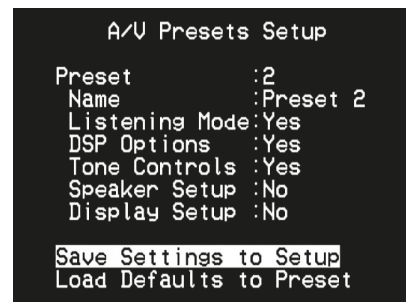 A/V Presets Setup
Preset :2
Name :Preset 2
Listening Mode:Yes
DSP Options :Yes
Tone Controls :Yes
Speaker Setup :No
Display Setup :No
Save Settings to Setup
Load Defaults to Preset